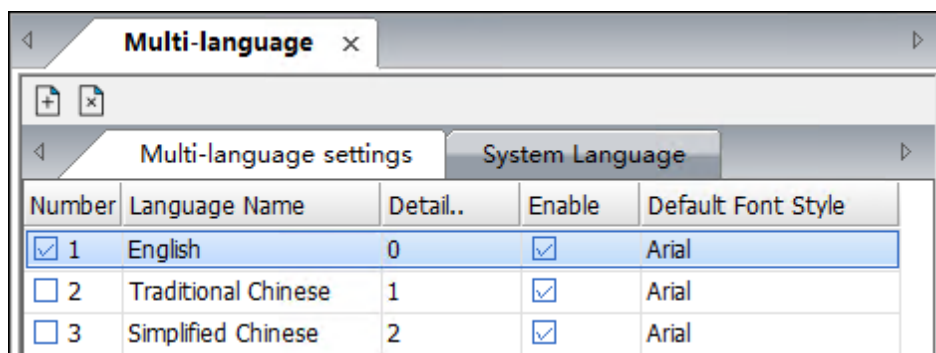 Multi-language
Multi-language settings System Language
Number Language Name Detail.. Enable Default Font Style
1 English 0 Arial
2 Traditional Chinese 1 Arial
3 Simplified Chinese 2 Arial